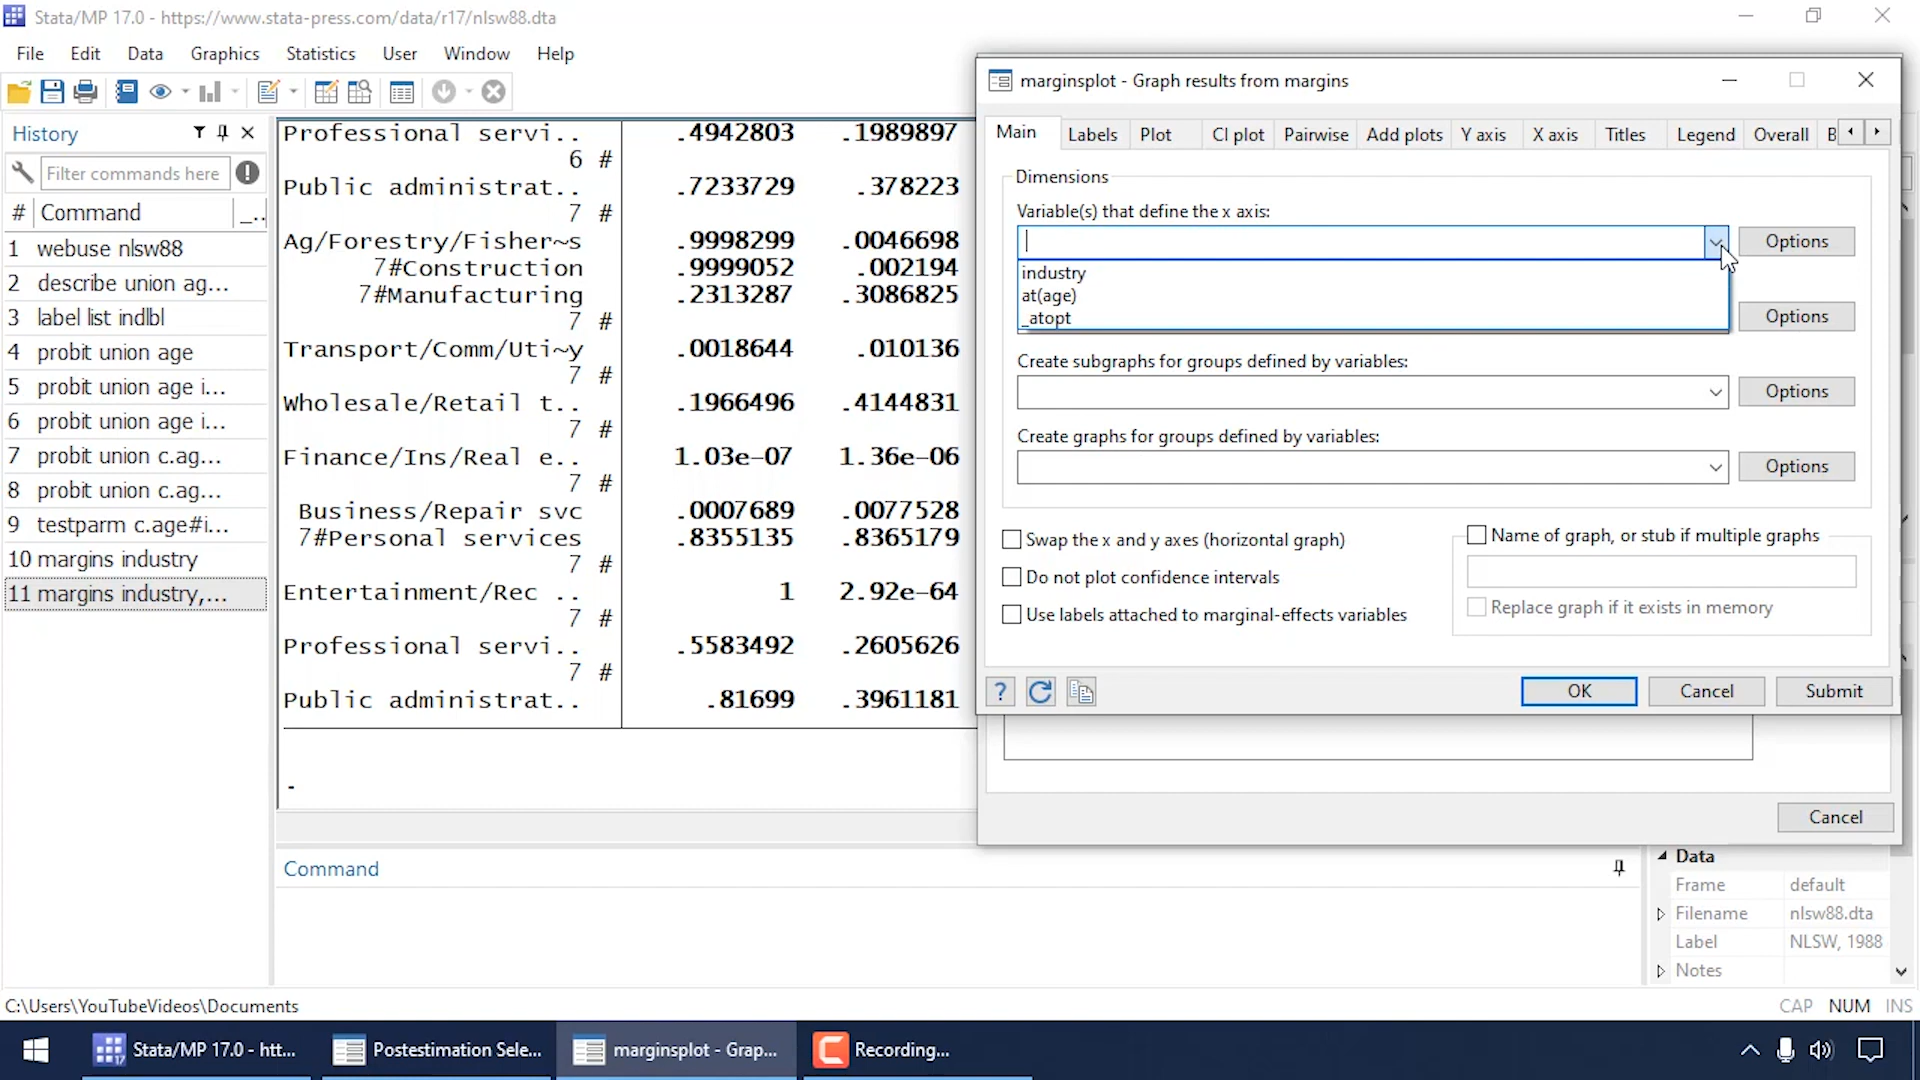 Stata/MP 17.0 - https://www.stata-press.com/data/r17/nlsw88.dta
File Edit Data Graphics Statistics User Window Help
History
Filter commands here
# Command _..
1 webuse nlsw88
2 describe union ag...
3 label list indlbl
4 probit union age
5 probit union age i...
6 probit union age i...
7 probit union c.ag...
8 probit union c.ag...
9 testparm c.age#i...
10 margins industry
11 margins industry,...
Professional servi.. .4942803 .1989897
6 #
Public administrat.. .7233729 .378223
7 #
Ag/Forestry/Fisher~s .9998299 .0046698
7#Construction .9999052 .002194
7#Manufacturing .2313287 .3086825
7 #
Transport/Comm/Uti~y .0018644 .010136
7 #
Wholesale/Retail t.. .1966496 .4144831
7 #
Finance/Ins/Real e.. 1.03e-07 1.36e-06
7 #
Business/Repair svc .0007689 .0077528
7#Personal services .8355135 .8365179
7 #
Entertainment/Rec .. 1 2.92e-64
7 #
Professional servi.. .5583492 .2605626
7 #
Public administrat.. .81699 .3961181
marginsplot - Graph results from margins
Main Labels Plot CI plot Pairwise Add plots Y axis X axis Titles Legend Overall B
Dimensions
Variable(s) that define the x axis:
Options
industry
at(age)
_atopt
Options
Create subgraphs for groups defined by variables:
Options
Create graphs for groups defined by variables:
Options
Swap the x and y axes (horizontal graph)
Do not plot confidence intervals
Use labels attached to marginal-effects variables
Name of graph, or stub if multiple graphs
Replace graph if it exists in memory
? OK Cancel Submit
Cancel
Command
Data
Frame default
Filename nlsw88.dta
Label NLSW, 1988
Notes
C:\Users\YouTubeVideos\Documents
CAP NUM INS
17 Stata/MP 17.0 - htt... Postestimation Sele... marginsplot - Grap... Recording...